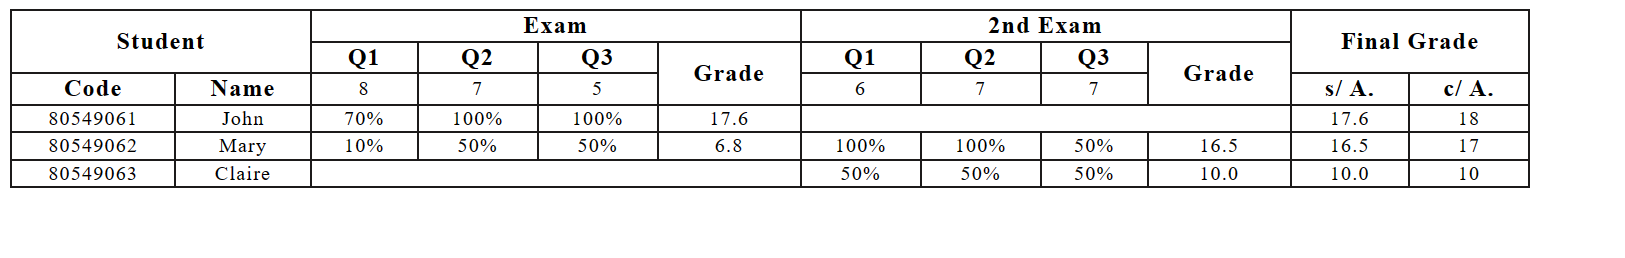 Student Exam 2nd Exam Final Grade
Q1 Q2 Q3 Grade Q1 Q2 Q3 Grade
Code Name 8 7 5 6 7 7 s/ A. c/ A.
80549061 John 70% 100% 100% 17.6 17.6 18
80549062 Mary 10% 50% 50% 6.8 100% 100% 50% 16.5 16.5 17
80549063 Claire 50% 50% 50% 10.0 10.0 10